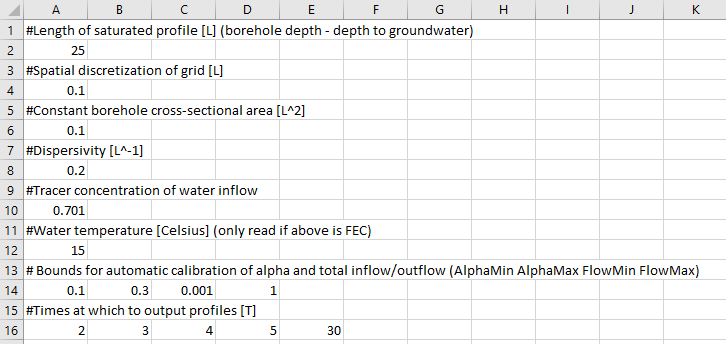 A B C D E F G H I J K
1 #Length of saturated profile [L] (borehole depth - depth to groundwater)
2 25
3 #Spatial discretization of grid [L]
4 0.1
5 #Constant borehole cross-sectional area [L^2]
6 0.1
7 #Dispersivity [L^-1]
8 0.2
9 #Tracer concentration of water inflow
10 0.701
11 #Water temperature [Celsius] (only read if above is FEC)
12 15
13 # Bounds for automatic calibration of alpha and total inflow/outflow (AlphaMin AlphaMax FlowMin FlowMax)
14 0.1 0.3 0.001 1
15 #Times at which to output profiles [T]
16 2 3 4 5 30